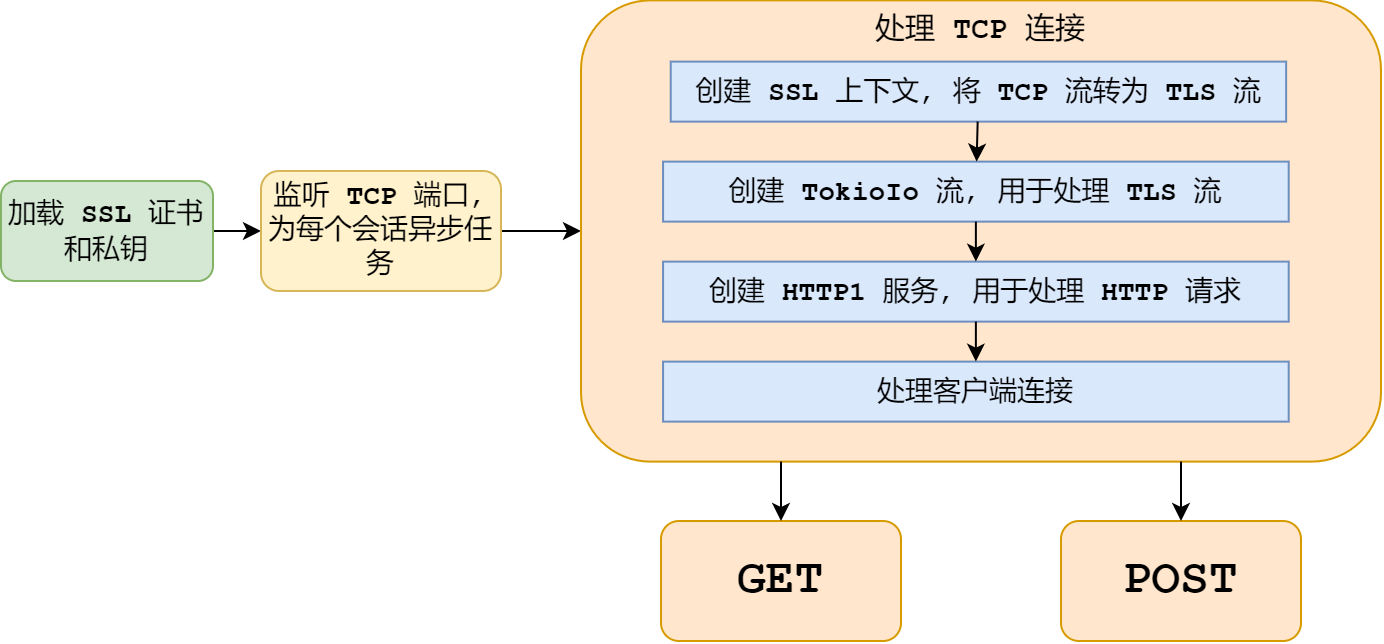 加载 SSL 证书
和私钥
监听 TCP 端口,
为每个会话异步任
务
处理 TCP 连接
创建 SSL 上下文, 将 TCP 流转为 TLS 流
创建 TokioIo 流, 用于处理 TLS 流
创建 HTTP1 服务, 用于处理 HTTP 请求
处理客户端连接
GET
POST